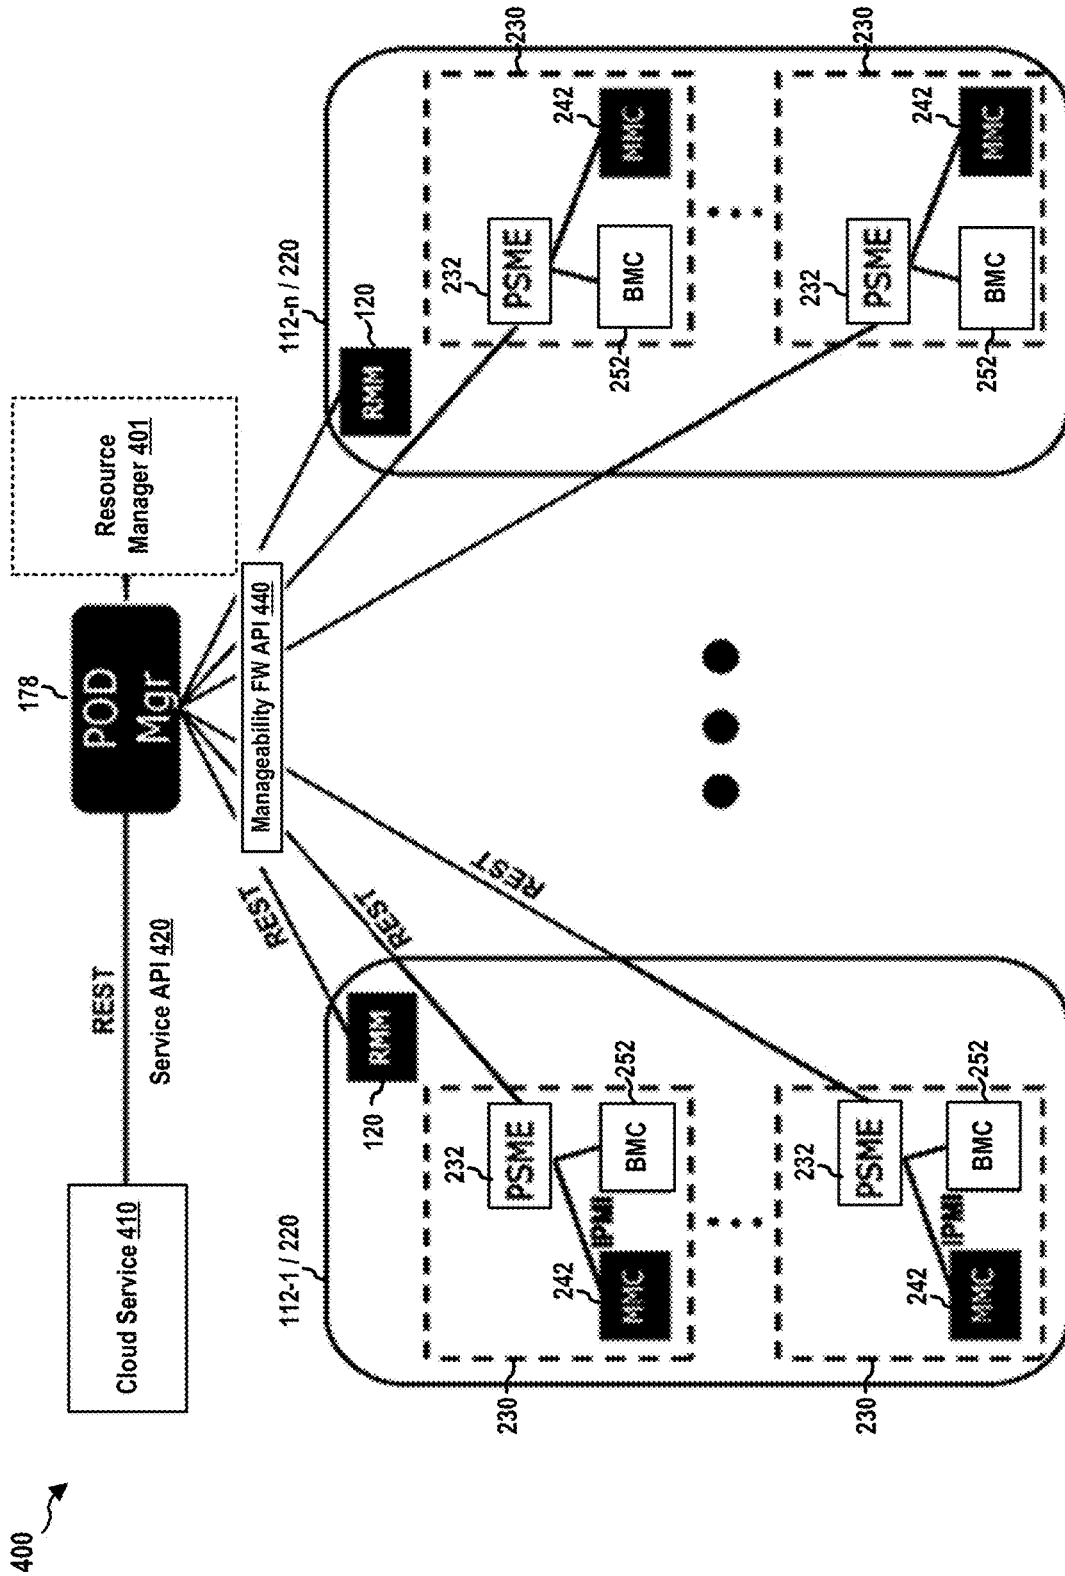 400
Cloud Service 410
REST
Service API 420
178
POD
Mgr
Resource
Manager 401
Manageability FW API 440
REST
REST
REST
112-1 / 220
120
RMM
230
232
PSME
242
MMC
IPMI
BMC
252
230
232
PSME
242
MMC
IPMI
BMC
252
112-n / 220
RMM
120
230
232
PSME
252
BMC
242
MMC
230
232
PSME
252
BMC
242
MMC